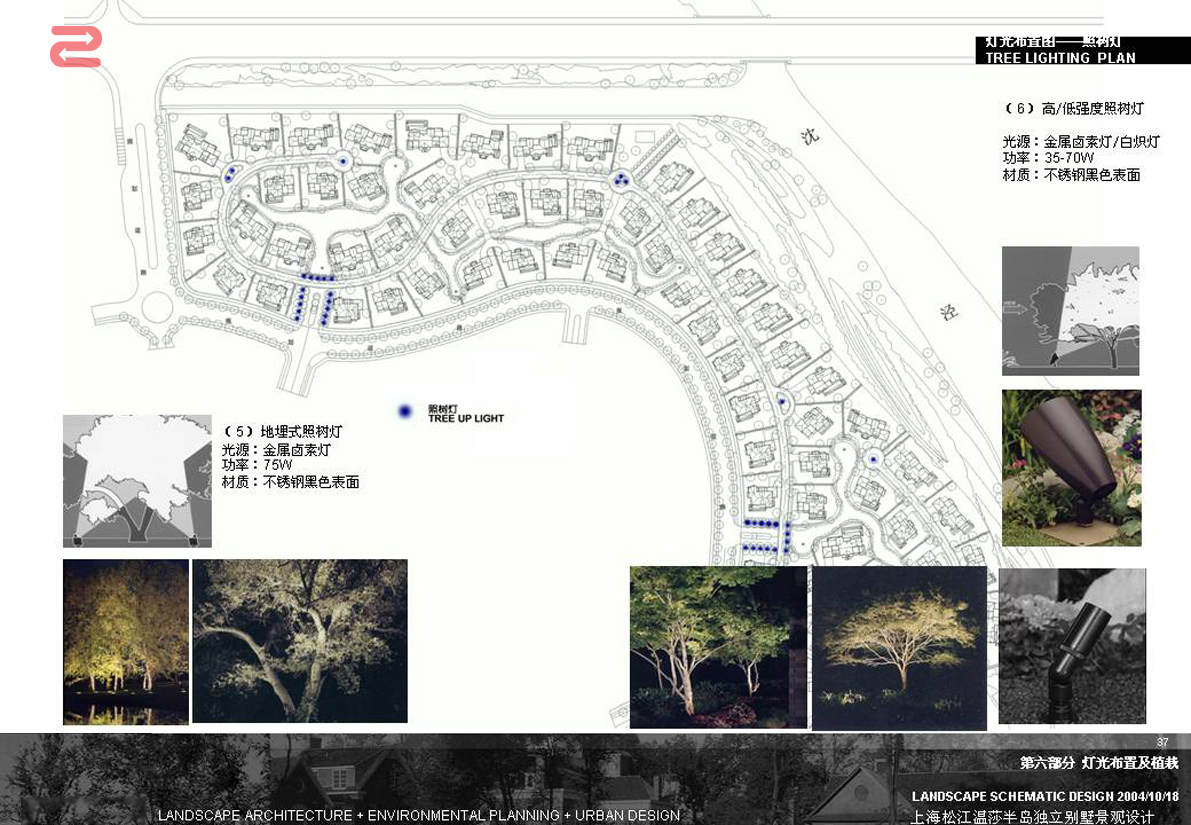 灯光布置图——照树灯
TREE LIGHTING PLAN
（6）高/低强度照树灯
光源：金属卤素灯/白炽灯
功率：35-70W
材质：不锈钢黑色表面
沈
泾
照树灯
TREE UP LIGHT
（5）地埋式照树灯
光源：金属卤素灯
功率：75W
材质：不锈钢黑色表面
37
第六部分 灯光布置及植栽
LANDSCAPE SCHEMATIC DESIGN 2004/10/18
LANDSCAPE ARCHITECTURE + ENVIRONMENTAL PLANNING + URBAN DESIGN
上海松江温莎半岛独立别墅景观设计